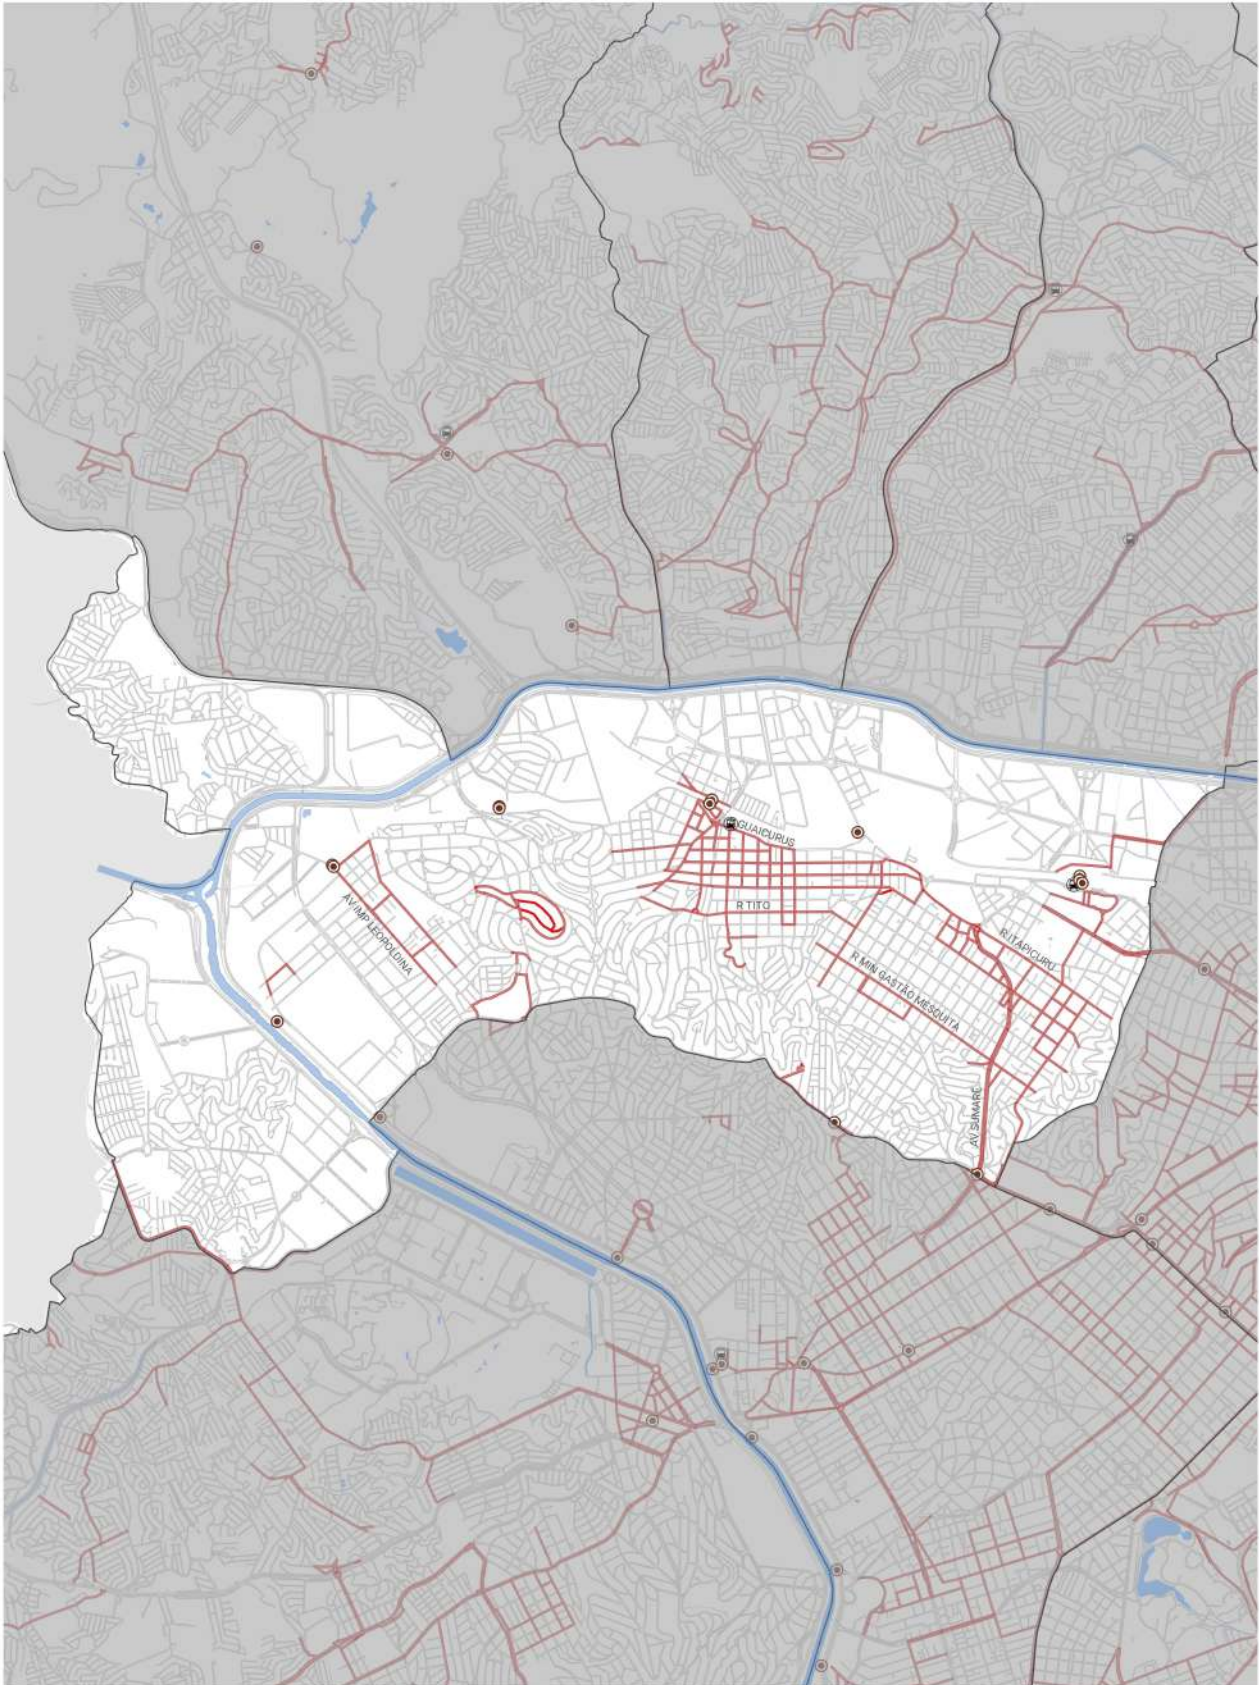 R GUAICURUS
AV IMP LEOPOLDINA
R TITO
R ITAPICURU
R MIN GASTÃO MESQUITA
AV SUMARÉ